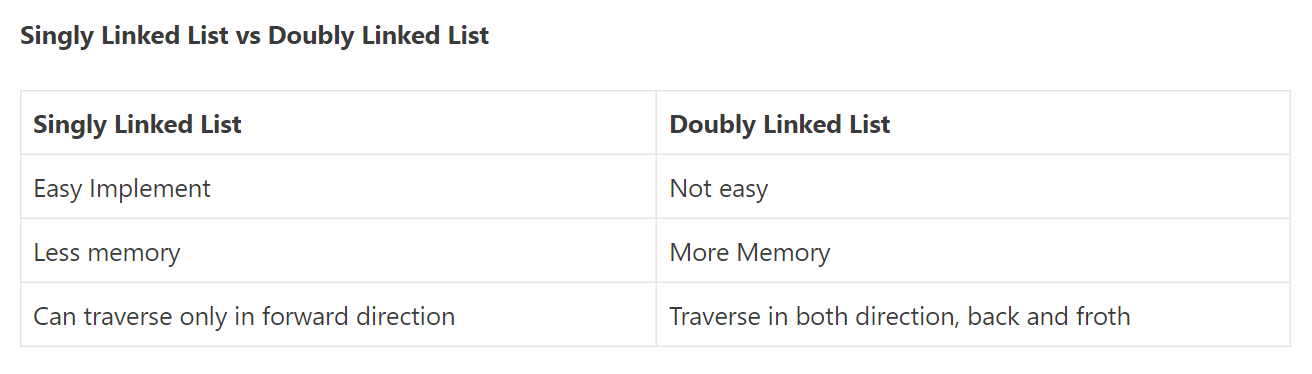 Singly Linked List vs Doubly Linked List
Singly Linked List Doubly Linked List
Easy Implement Not easy
Less memory More Memory
Can traverse only in forward direction Traverse in both direction, back and froth